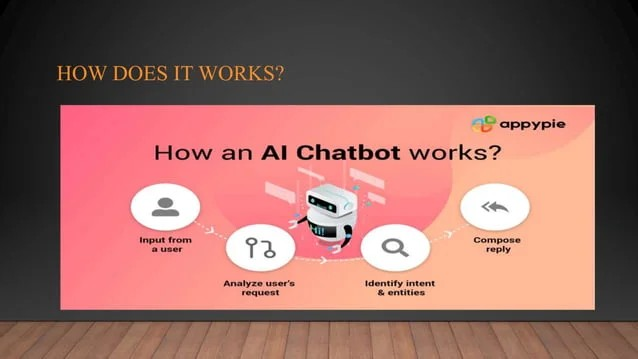 HOW DOES IT WORKS?
appypie
How an AI Chatbot works?
Hi!
Input from
a user
Analyze user's
request
Identify intent
& entities
Compose
reply